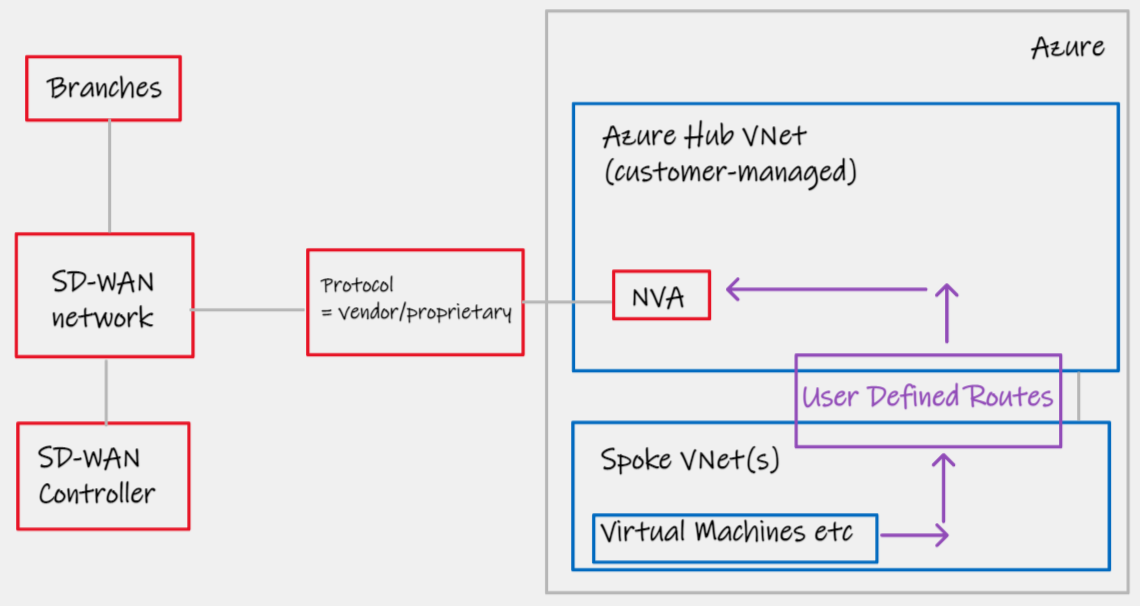 Azure
Branches
Azure Hub VNet
(customer-managed)
SD-WAN
network
Protocol
= vendor/proprietary
NVA
User Defined Routes
SD-WAN
Controller
Spoke VNet(s)
Virtual Machines etc